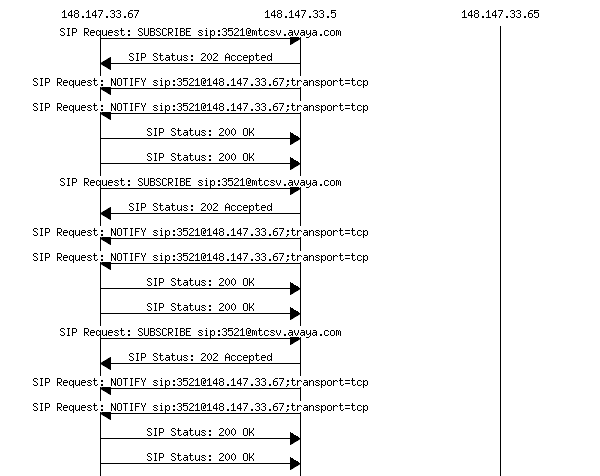 148.147.33.67 148.147.33.5 148.147.33.65
SIP Request: SUBSCRIBE sip:3521@mtcsv.avaya.com
SIP Status: 202 Accepted
SIP Request: NOTIFY sip:3521@148.147.33.67;transport=tcp
SIP Request: NOTIFY sip:3521@148.147.33.67;transport=tcp
SIP Status: 200 OK
SIP Status: 200 OK
SIP Request: SUBSCRIBE sip:3521@mtcsv.avaya.com
SIP Status: 202 Accepted
SIP Request: NOTIFY sip:3521@148.147.33.67;transport=tcp
SIP Request: NOTIFY sip:3521@148.147.33.67;transport=tcp
SIP Status: 200 OK
SIP Status: 200 OK
SIP Request: SUBSCRIBE sip:3521@mtcsv.avaya.com
SIP Status: 202 Accepted
SIP Request: NOTIFY sip:3521@148.147.33.67;transport=tcp
SIP Request: NOTIFY sip:3521@148.147.33.67;transport=tcp
SIP Status: 200 OK
SIP Status: 200 OK